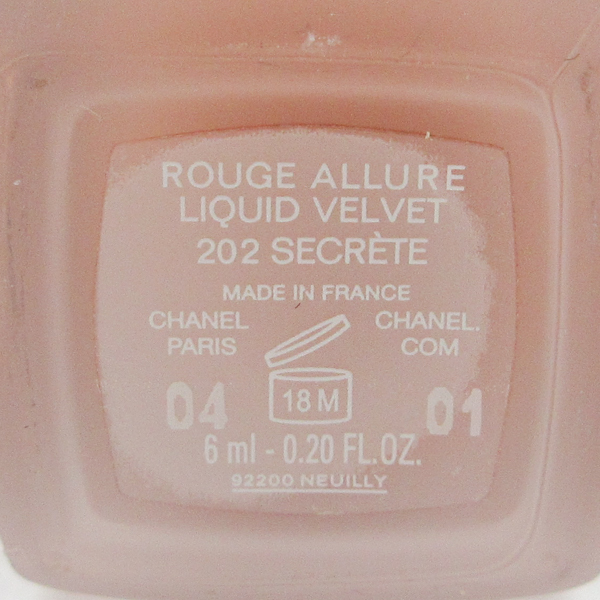 ROUGE ALLURE
LIQUID VELVET
202 SECRÈTE
MADE IN FRANCE
CHANEL
PARIS
CHANEL.
COM
04
18 M
01
6 ml - 0.20 FL.OZ.
92200 NEUILLY